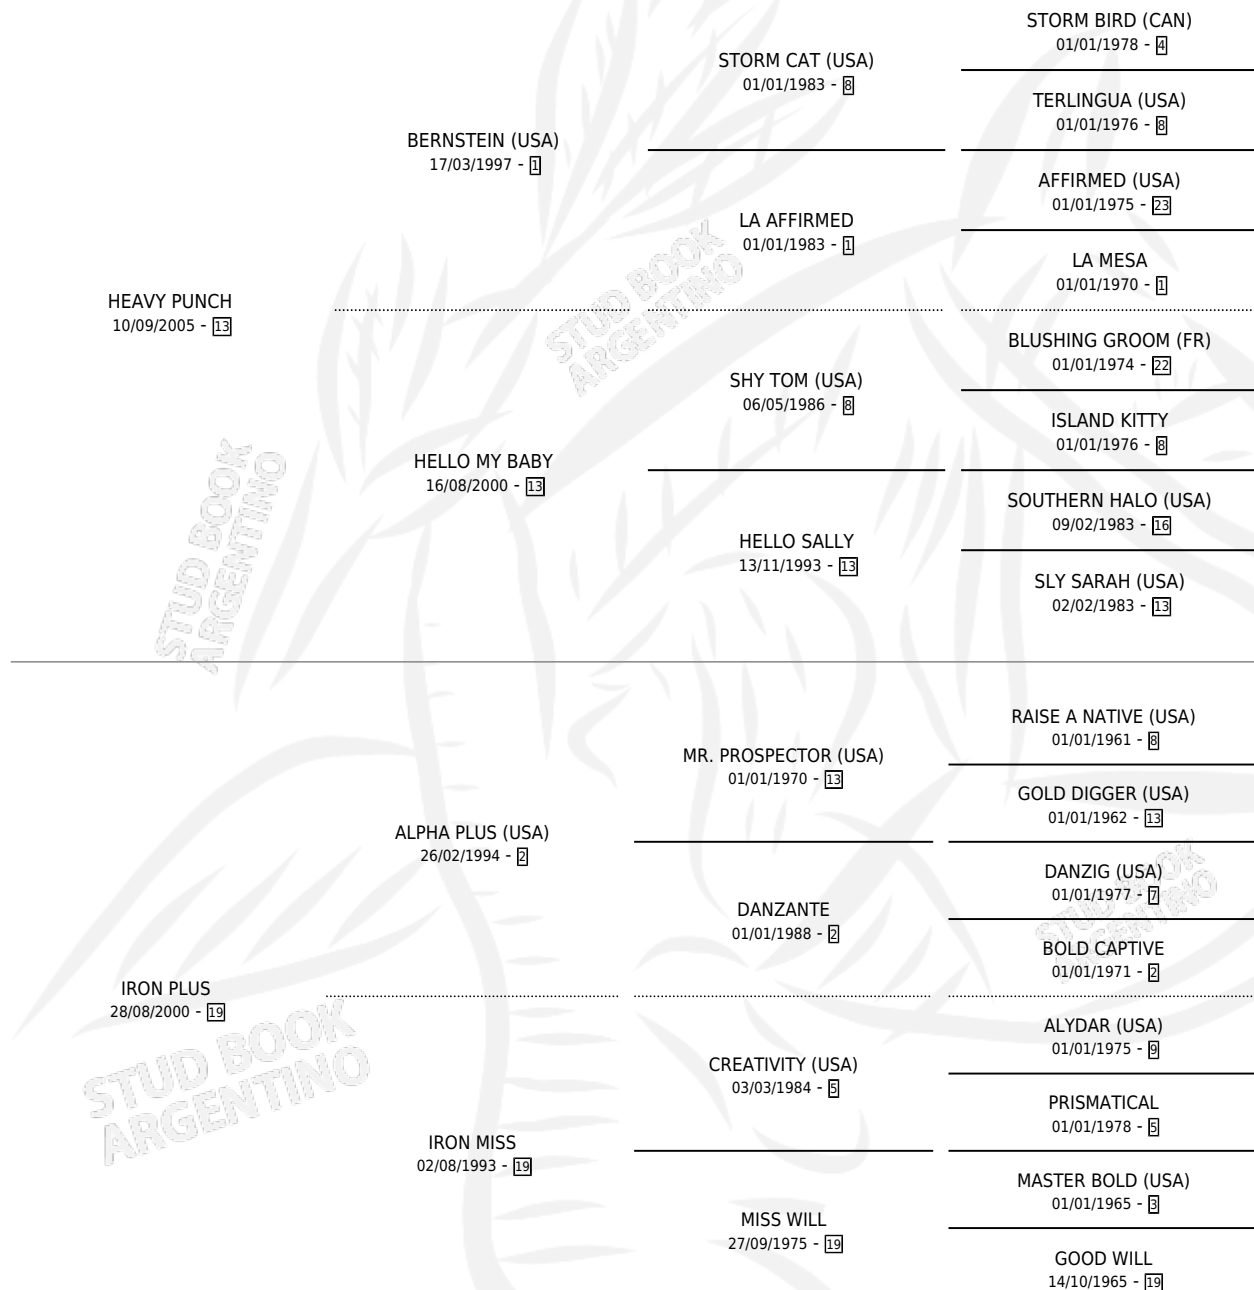 STORM BIRD (CAN)
01/01/1978 - 4
STORM CAT (USA)
01/01/1983 - 8
TERLINGUA (USA)
01/01/1976 - 8
BERNSTEIN (USA)
17/03/1997 - 1
AFFIRMED (USA)
01/01/1975 - 23
LA AFFIRMED
01/01/1983 - 1
LA MESA
01/01/1970 - 1
HEAVY PUNCH
10/09/2005 - 13
BLUSHING GROOM (FR)
01/01/1974 - 22
SHY TOM (USA)
06/05/1986 - 8
ISLAND KITTY
01/01/1976 - 8
HELLO MY BABY
16/08/2000 - 13
SOUTHERN HALO (USA)
09/02/1983 - 16
HELLO SALLY
13/11/1993 - 13
SLY SARAH (USA)
02/02/1983 - 13
RAISE A NATIVE (USA)
01/01/1961 - 8
MR. PROSPECTOR (USA)
01/01/1970 - 13
GOLD DIGGER (USA)
01/01/1962 - 13
ALPHA PLUS (USA)
26/02/1994 - 2
DANZIG (USA)
01/01/1977 - 7
DANZANTE
01/01/1988 - 2
BOLD CAPTIVE
01/01/1971 - 2
IRON PLUS
28/08/2000 - 19
ALYDAR (USA)
01/01/1975 - 9
CREATIVITY (USA)
03/03/1984 - 5
PRISMATICAL
01/01/1978 - 5
IRON MISS
02/08/1993 - 19
MASTER BOLD (USA)
01/01/1965 - 3
MISS WILL
27/09/1975 - 19
GOOD WILL
14/10/1965 - 19
STUD BOOK
ARGENTINO
STUD BOOK
ARGENTINO
STUD BOOK
ARGENTINO
STUD BOOK
ARGENTINO